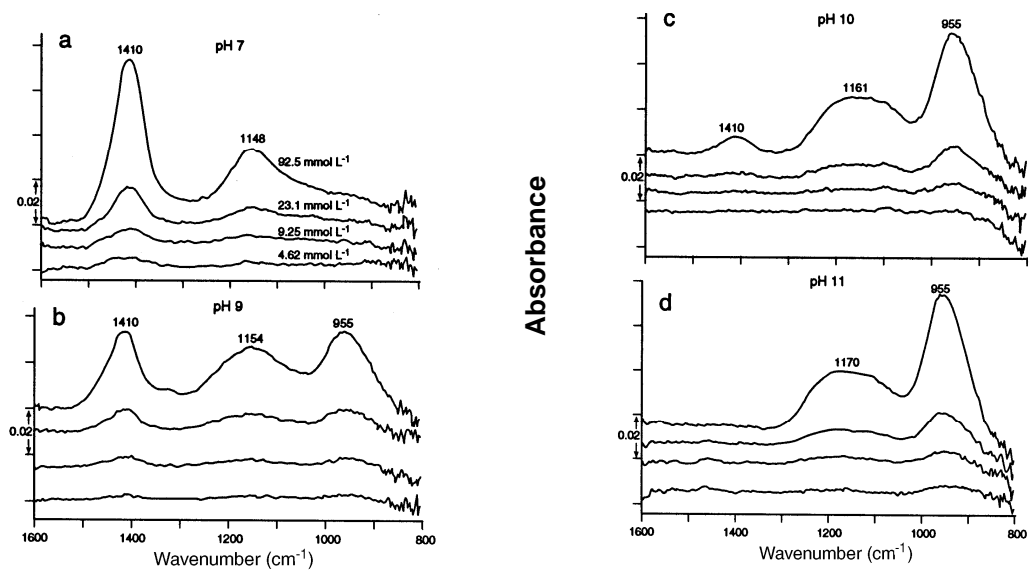 a
pH 7
1410
1148
92.5 mmol L⁻¹
23.1 mmol L⁻¹
9.25 mmol L⁻¹
4.62 mmol L⁻¹
0.02
b
pH 9
1410
1154
955
0.02
1600
1400
1200
1000
800
Wavenumber (cm⁻¹)
Absorbance
c
pH 10
955
1161
1410
0.02
d
pH 11
955
1170
0.02
1600
1400
1200
1000
800
Wavenumber (cm⁻¹)